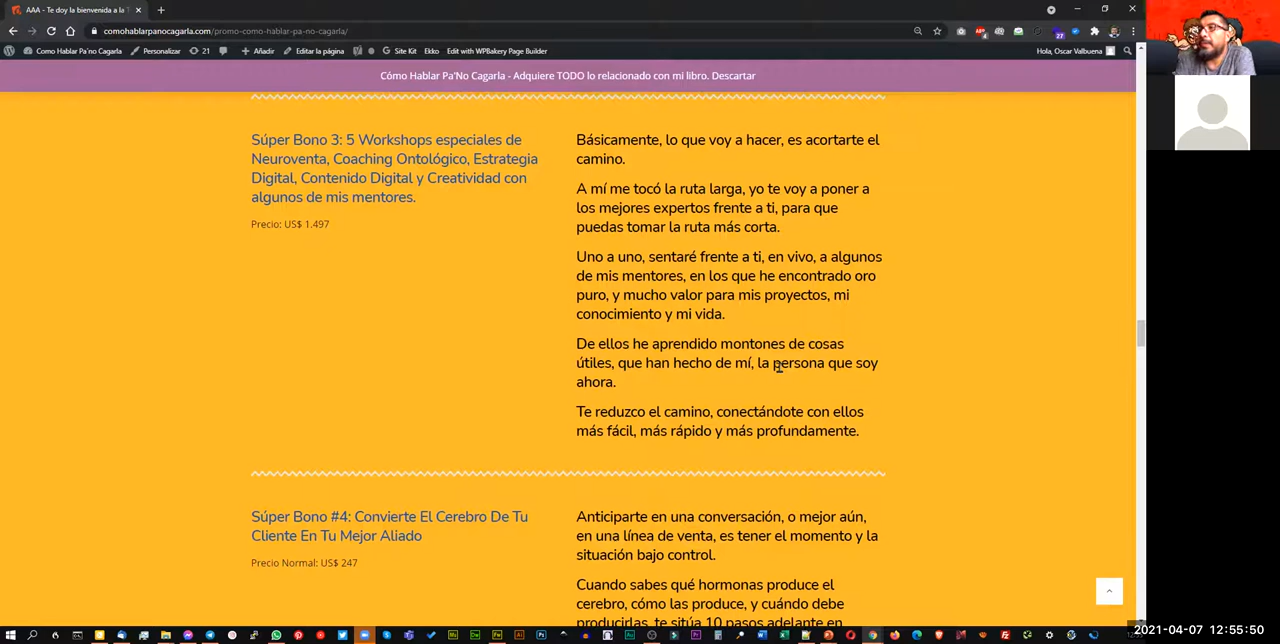 AAA - Te doy la bienvenida a la T
comohablarpanocagarla.com/promo-como-hablar-pa-no-cagarla/
Como Hablar Pa'no Cagarla
Personalizar
21
Añadir
Editar la página
Site Kit
Ekko
Edit with WPBakery Page Builder
Hola, Oscar Valbuena
Cómo Hablar Pa'No Cagarla - Adquiere TODO lo relacionado con mi libro. Descartar
Súper Bono 3: 5 Workshops especiales de
Neuroventa, Coaching Ontológico, Estrategia
Digital, Contenido Digital y Creatividad con
algunos de mis mentores.
Precio: US$ 1.497
Básicamente, lo que voy a hacer, es acortarte el
camino.
A mí me tocó la ruta larga, yo te voy a poner a
los mejores expertos frente a ti, para que
puedas tomar la ruta más corta.
Uno a uno, sentaré frente a ti, en vivo, a algunos
de mis mentores, en los que he encontrado oro
puro, y mucho valor para mis proyectos, mi
conocimiento y mi vida.
De ellos he aprendido montones de cosas
útiles, que han hecho de mí, la persona que soy
ahora.
Te reduzco el camino, conectándote con ellos
más fácil, más rápido y más profundamente.
Súper Bono #4: Convierte El Cerebro De Tu
Cliente En Tu Mejor Aliado
Precio Normal: US$ 247
Anticiparte en una conversación, o mejor aún,
en una línea de venta, es tener el momento y la
situación bajo control.
Cuando sabes qué hormonas produce el
cerebro, cómo las produce, y cuándo debe
producirlas, te sitúa 10 pasos adelante en
2021-04-07 12:55:50